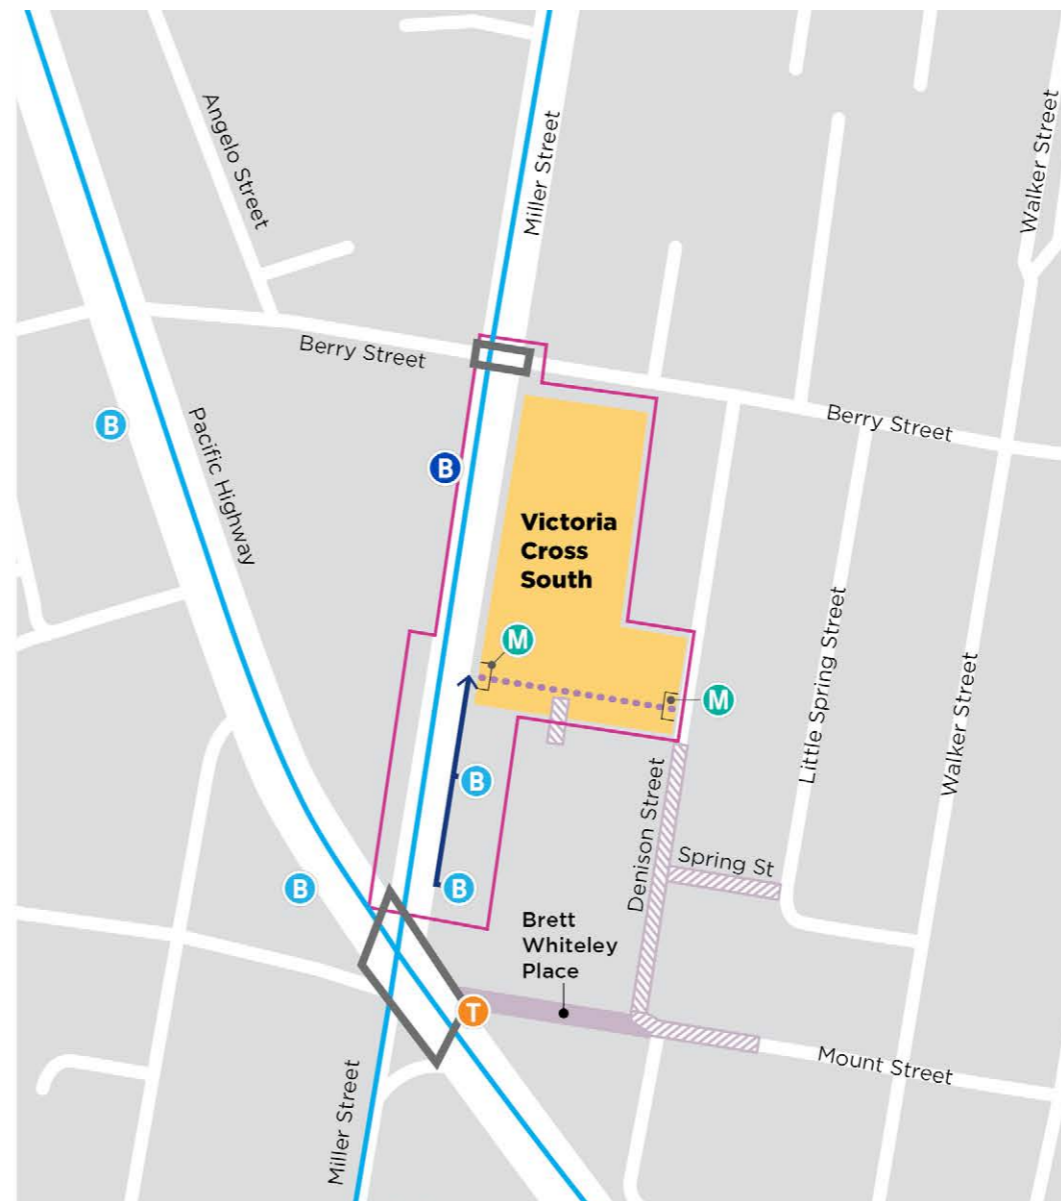 Angelo Street
Miller Street
Walker Street
Berry Street
B
Pacific Highway
Berry Street
B
Victoria
Cross
South
M
M
Little Spring Street
Walker Street
B
Denison Street
Spring St
B
B
Brett
Whiteley
Place
T
Mount Street
Miller Street